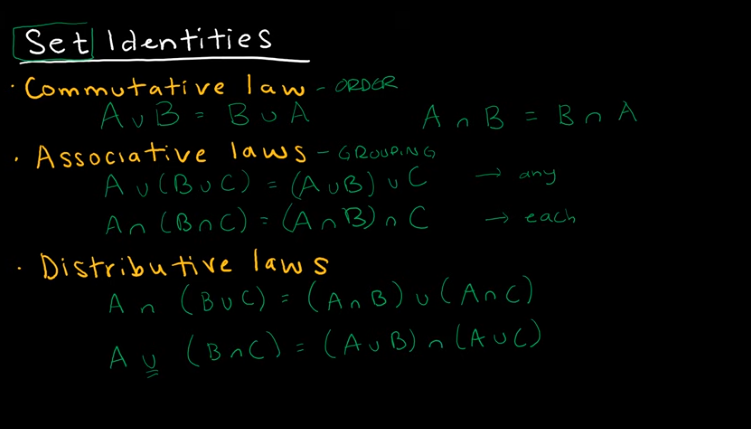 Set Identities
· Commutative law - ORDER
A ∪ B = B ∪ A A ∩ B = B ∩ A
· Associative laws - GROUPING
A ∪ (B ∪ C) = (A ∪ B) ∪ C → any
A ∩ (B ∩ C) = (A ∩ B) ∩ C → each
· Distributive laws
A ∩ (B ∪ C) = (A ∩ B) ∪ (A ∩ C)
A ∪ (B ∩ C) = (A ∪ B) ∩ (A ∪ C)